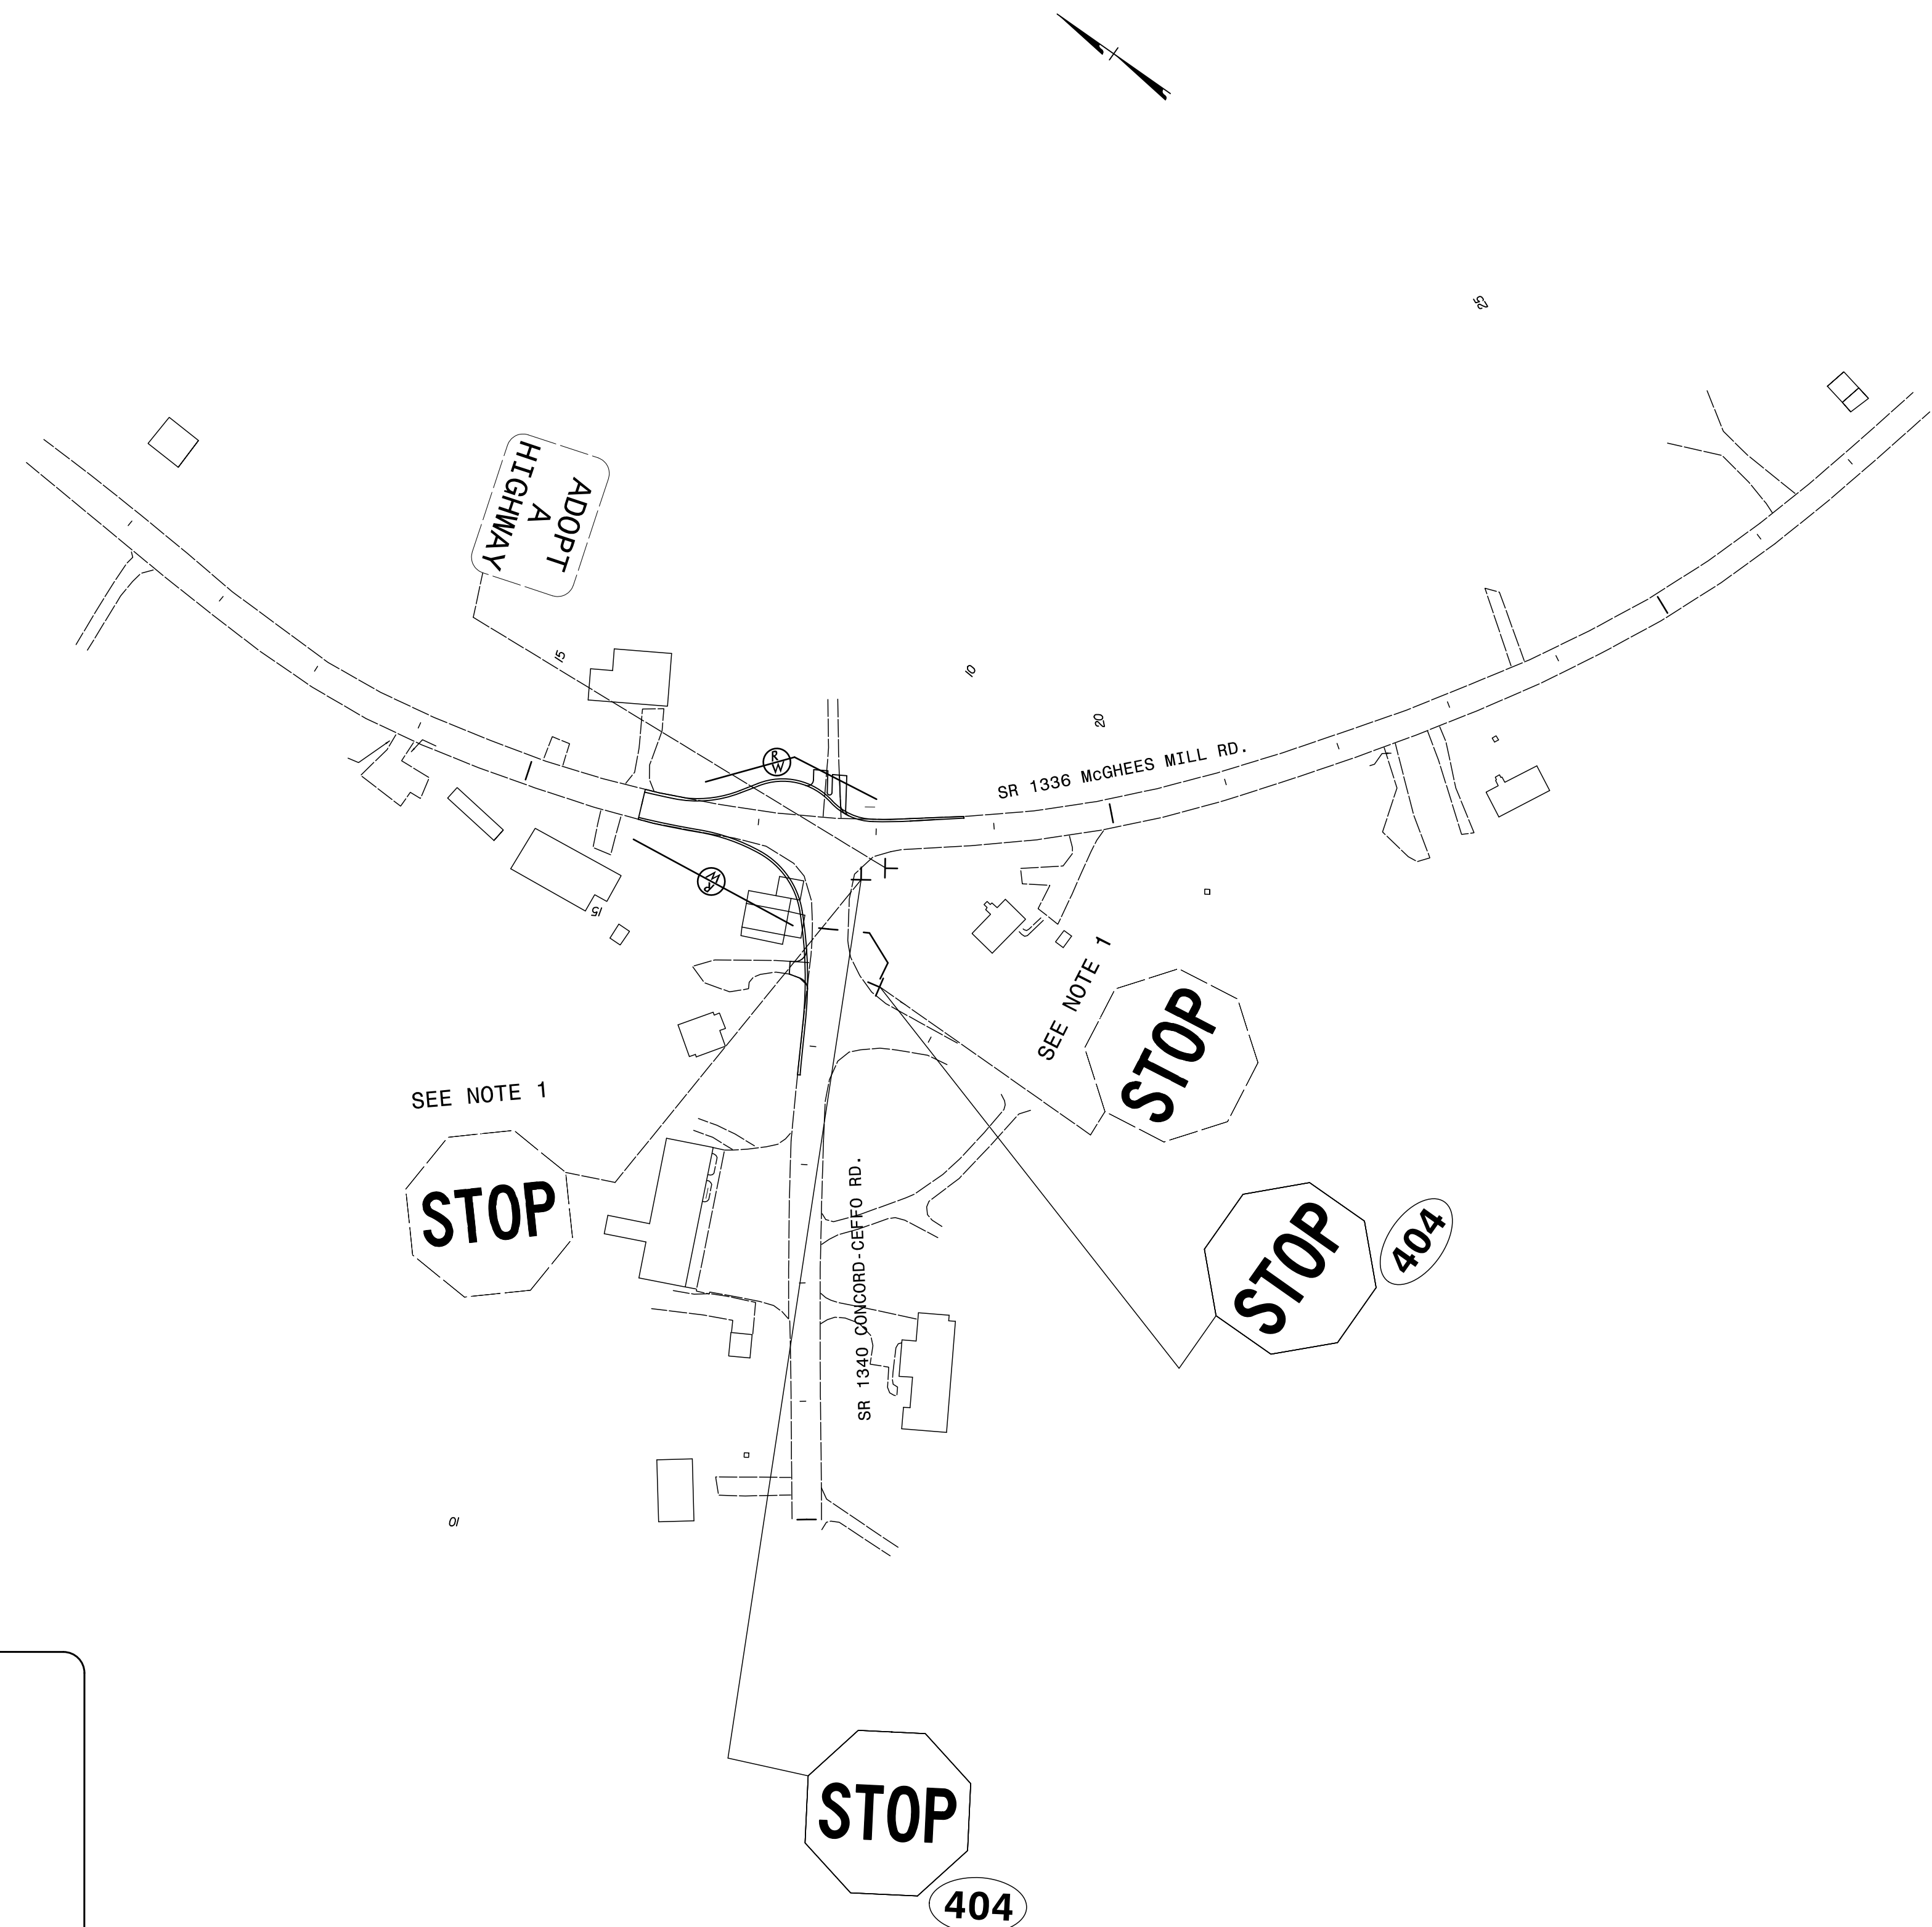 25
ADOPT
A
HIGHWAY
15
10
20
SR 1336 McGHEES MILL RD.
R
W
R
W
15
SEE NOTE 1
STOP
SEE NOTE 1
STOP
STOP
404
SR 1340 CONCORD-CEFFO RD.
10
STOP
404